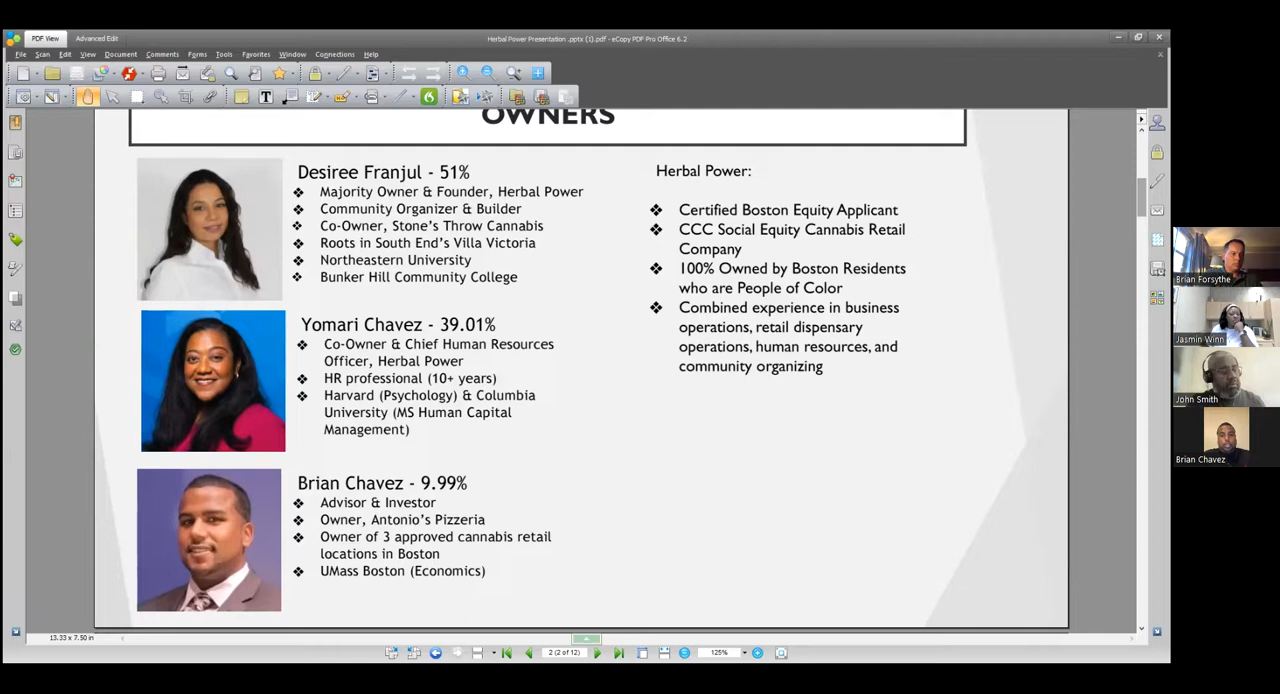 PDF View
Advanced Edit
Herbal Power Presentation .pptx (1).pdf - eCopy PDF Pro Office 6.2
File Scan Edit View Document Comments Forms Tools Favorites Window Connections Help
OWNERS
Desiree Franjul - 51%
❖ Majority Owner & Founder, Herbal Power
❖ Community Organizer & Builder
❖ Co-Owner, Stone's Throw Cannabis
❖ Roots in South End's Villa Victoria
❖ Northeastern University
❖ Bunker Hill Community College
Yomari Chavez - 39.01%
❖ Co-Owner & Chief Human Resources
Officer, Herbal Power
❖ HR professional (10+ years)
❖ Harvard (Psychology) & Columbia
University (MS Human Capital
Management)
Brian Chavez - 9.99%
❖ Advisor & Investor
❖ Owner, Antonio's Pizzeria
❖ Owner of 3 approved cannabis retail
locations in Boston
❖ UMass Boston (Economics)
Herbal Power:
❖ Certified Boston Equity Applicant
❖ CCC Social Equity Cannabis Retail
Company
❖ 100% Owned by Boston Residents
who are People of Color
❖ Combined experience in business
operations, retail dispensary
operations, human resources, and
community organizing
Brian Forsythe
Jasmin Winn
John Smith
Brian Chavez
13.33 x 7.50 in
2 (2 of 12)
125%